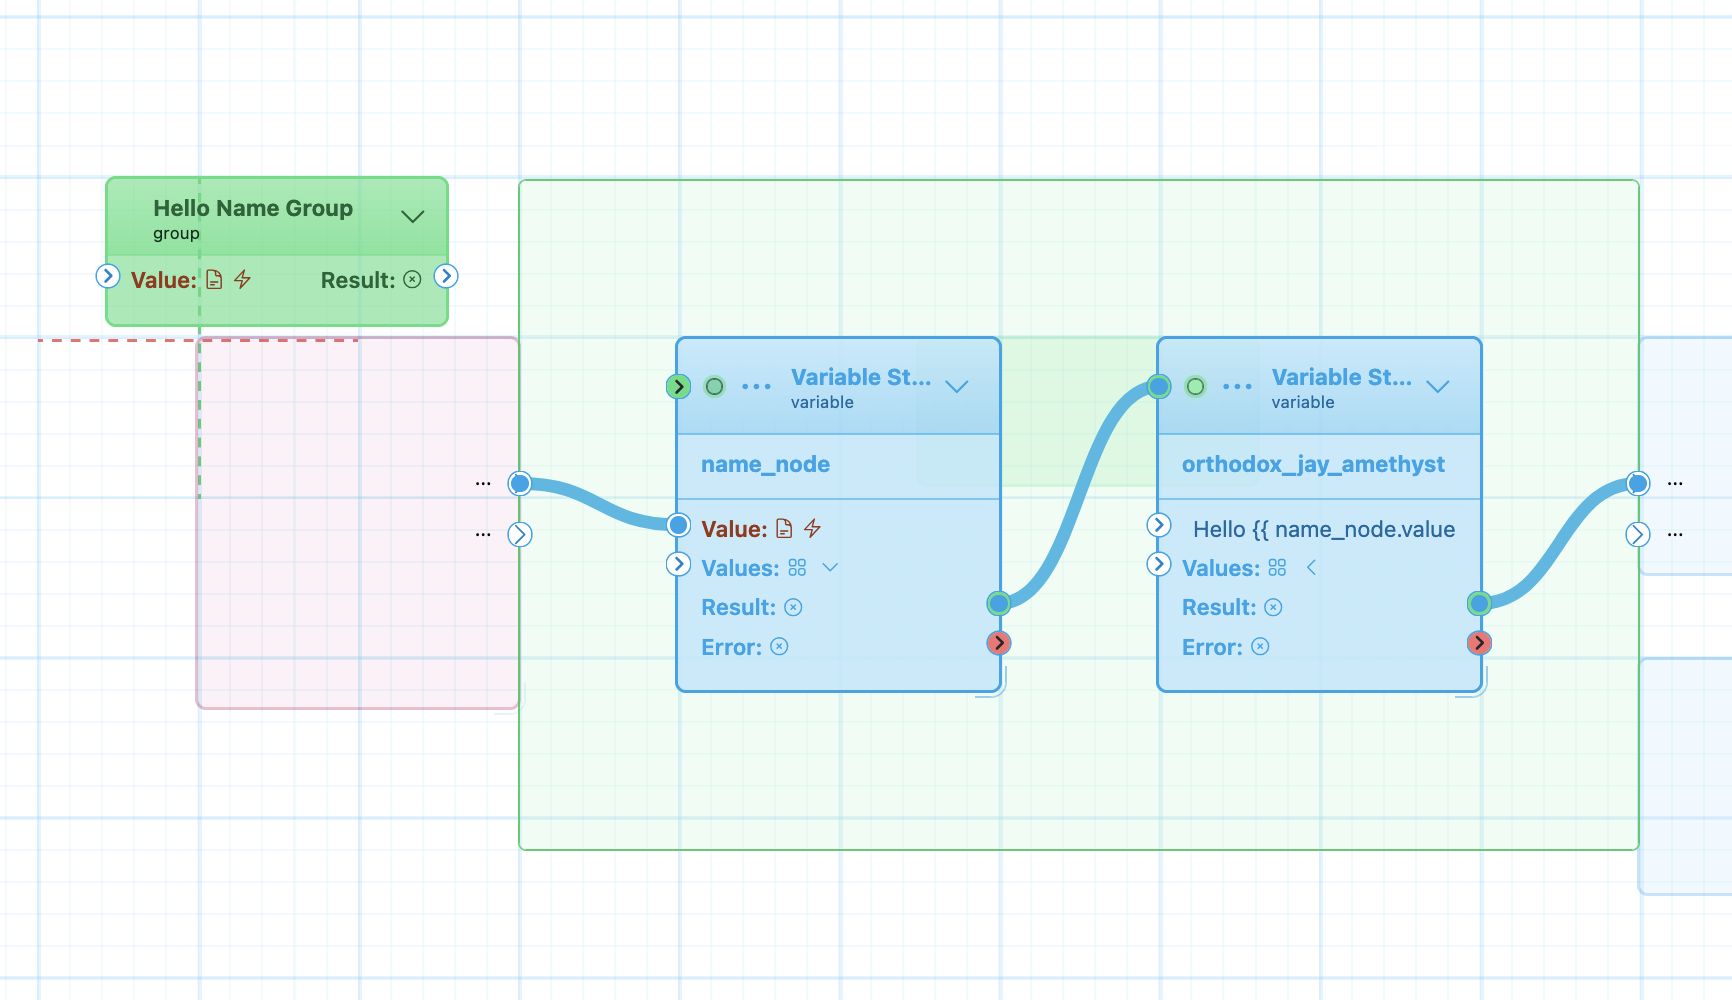 Hello Name Group
group
Value:
Result:
...
...
Variable St...
variable
name_node
Value:
Values:
Result:
Error:
Variable St...
variable
orthodox_jay_amethyst
Hello {{ name_node.value
Values:
Result:
Error:
...
...